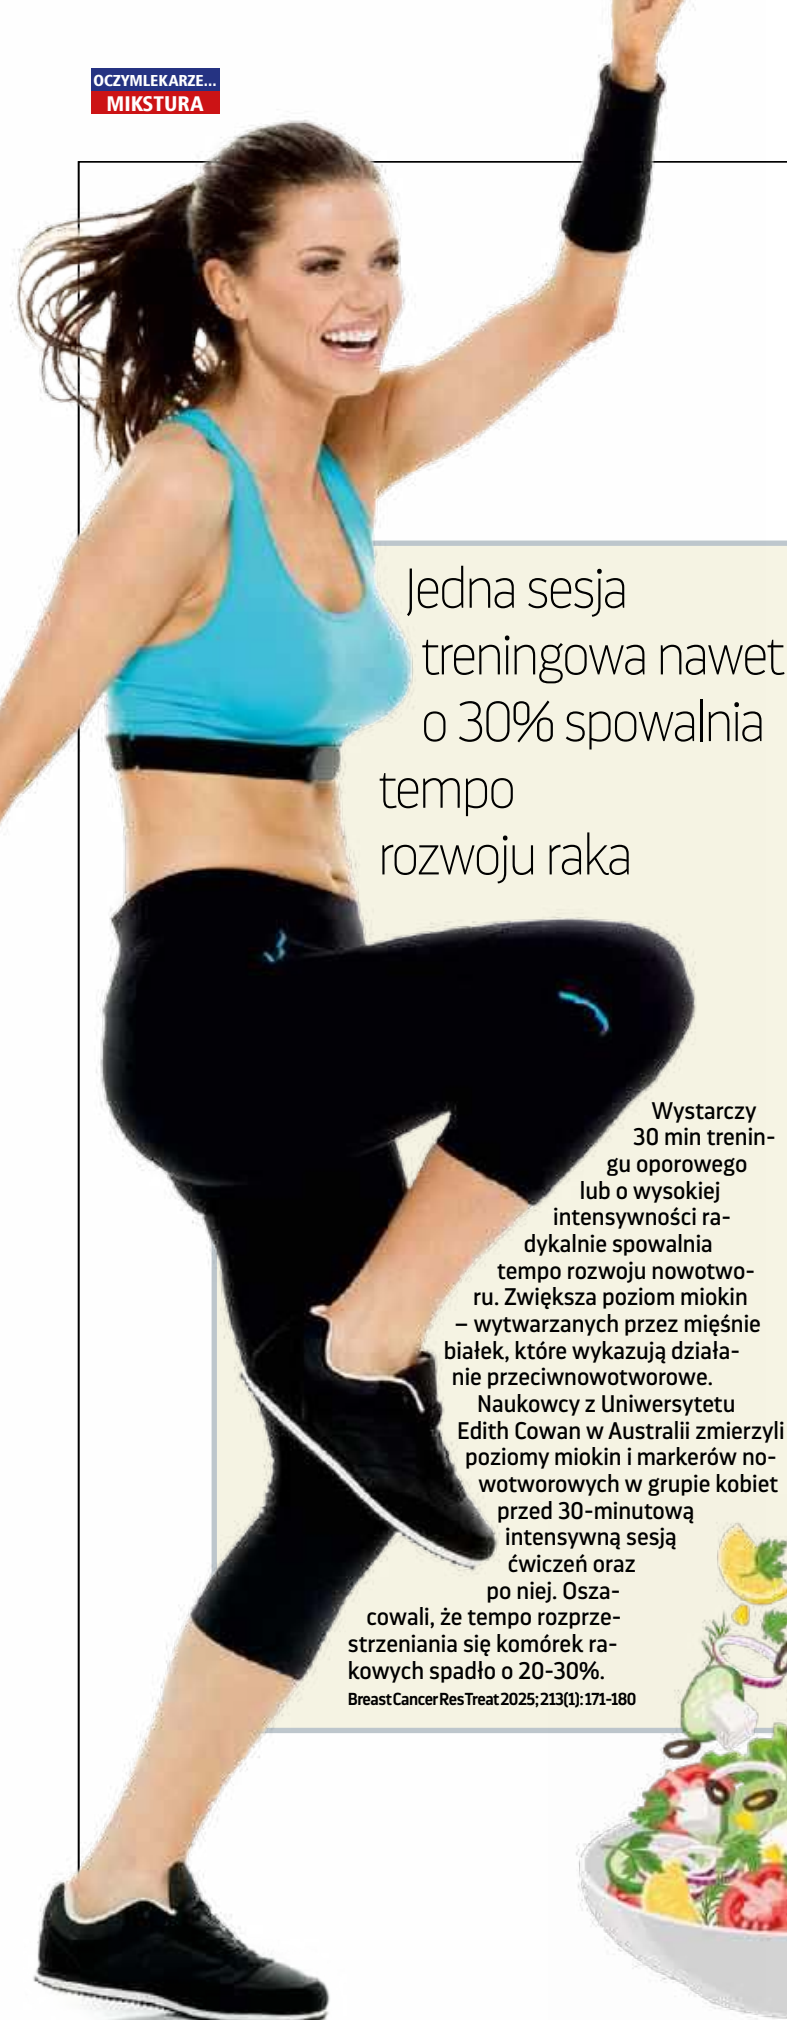 OCZYMLEKARZE...
MIKSTURA
Jedna sesja
treningowa nawet
o 30% spowalnia
tempo
rozwoju raka
Wystarczy
30 min trenin-
gu oporowego
lub o wysokiej
intensywności ra-
dykalnie spowalnia
tempo rozwoju nowotwo-
ru. Zwiększa poziom miokin
– wytwarzanych przez mięśnie
białek, które wykazują działa-
nie przeciwnowotworowe.
Naukowcy z Uniwersytetu
Edith Cowan w Australii zmierzyli
poziomy miokin i markerów no-
wotworowych w grupie kobiet
przed 30-minutową
intensywną sesją
ćwiczeń oraz
po niej. Osza-
cowali, że tempo rozprze-
strzeniania się komórek ra-
kowych spadło o 20-30%.
Breast Cancer Res Treat 2025; 213(1): 171-180